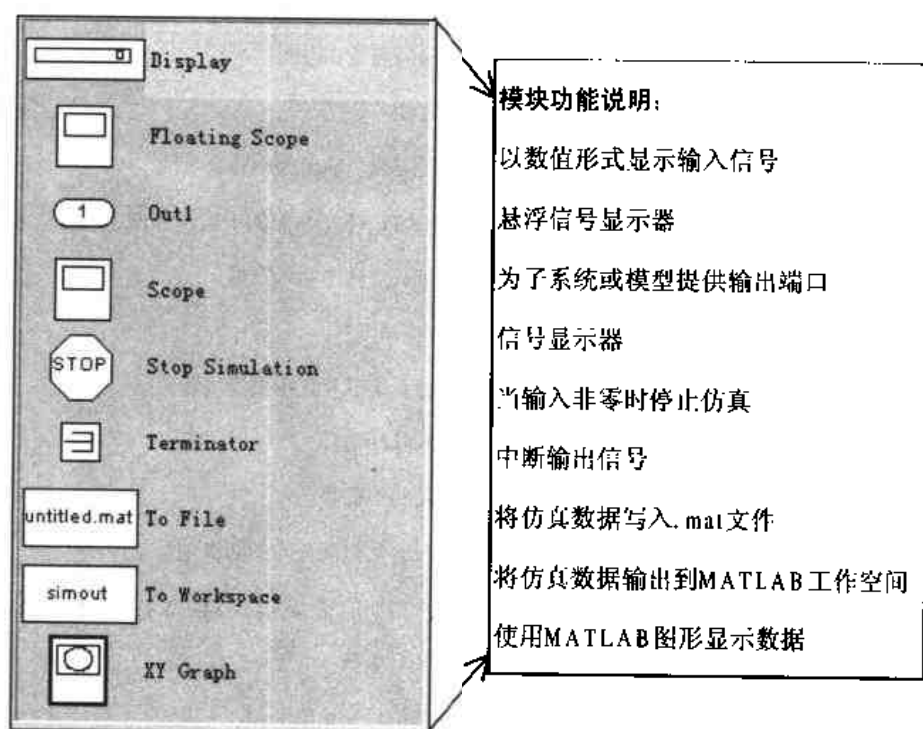 0
Display
Floating Scope
1
Out1
Scope
STOP
Stop Simulation
Terminator
untitled.mat
To File
simout
To Workspace
XY Graph
模块功能说明:
以数值形式显示输入信号
悬浮信号显示器
为子系统或模型提供输出端口
信号显示器
当输入非零时停止仿真
中断输出信号
将仿真数据写入.mat文件
将仿真数据输出到MATLAB工作空间
使用MATLAB图形显示数据